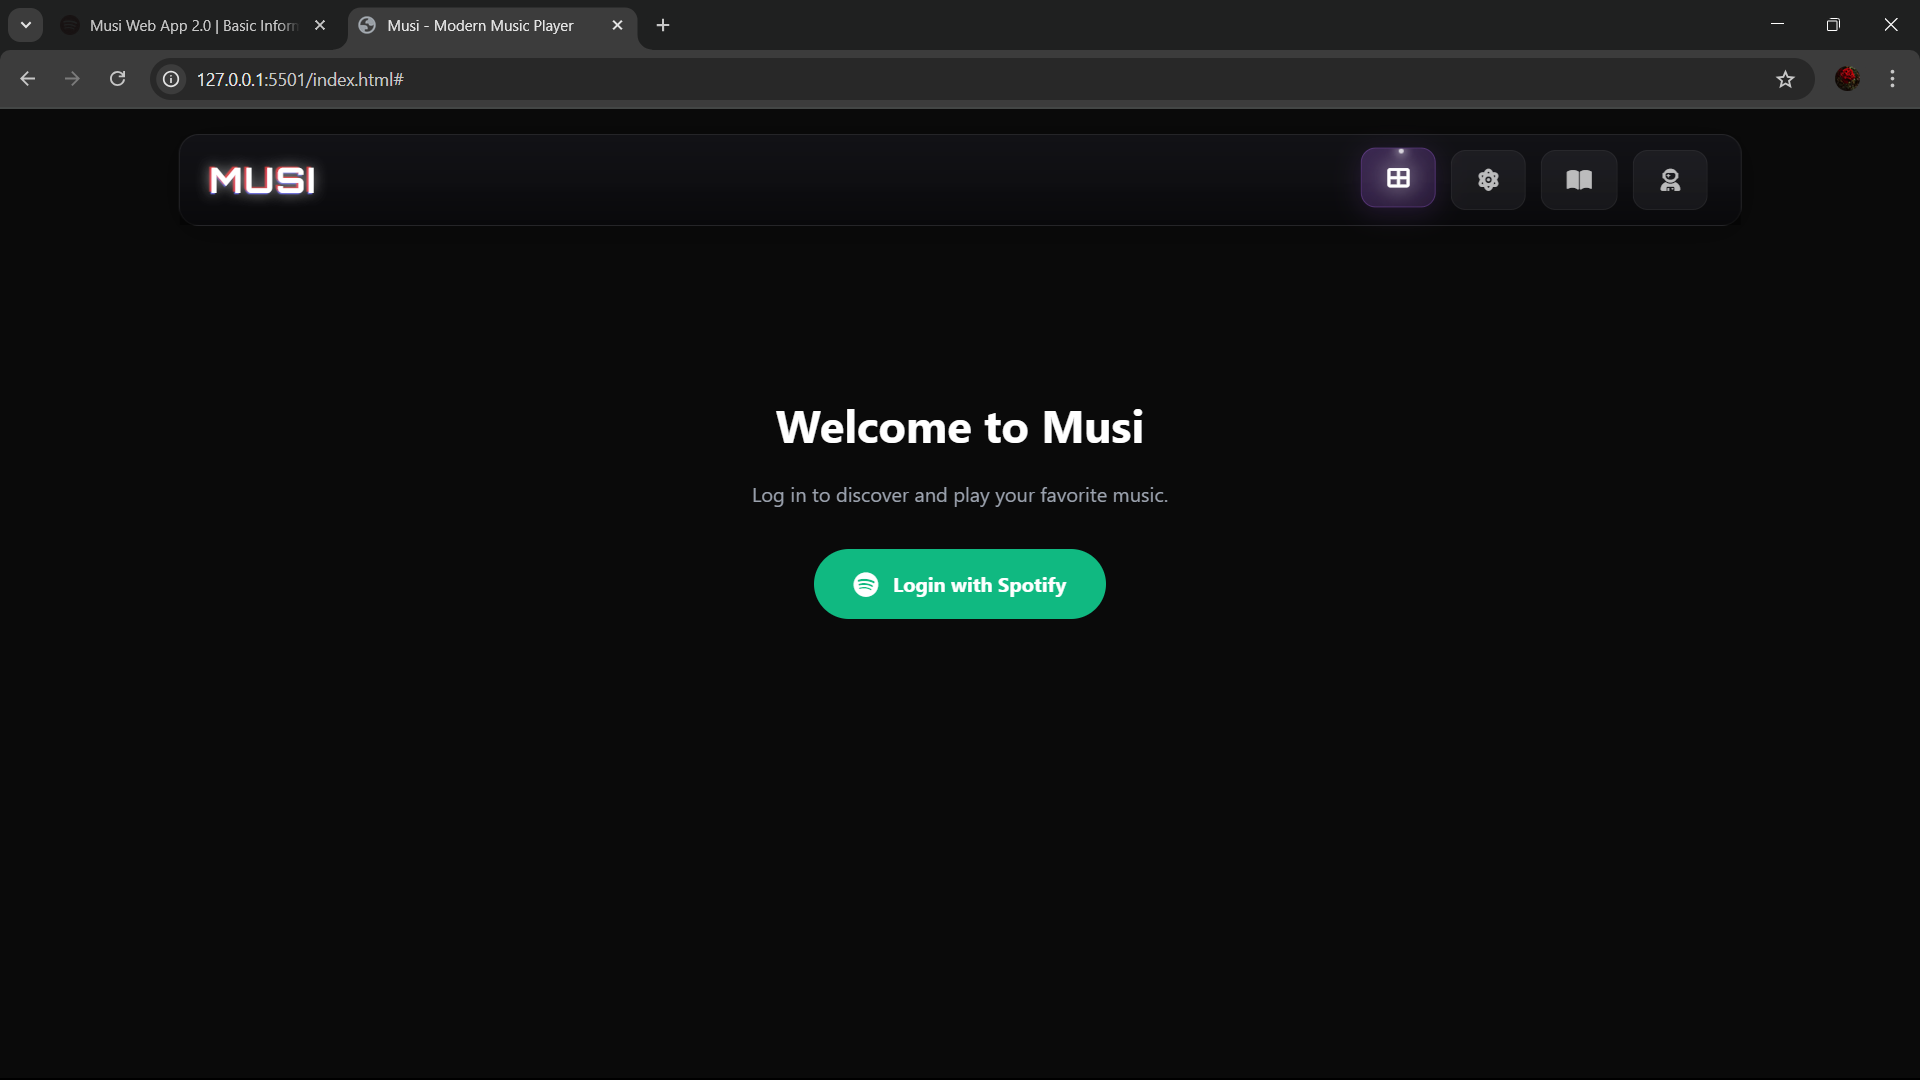 Musi Web App 2.0 | Basic Inform
Musi - Modern Music Player
127.0.0.1:5501/index.html#
MUSI
Welcome to Musi
Log in to discover and play your favorite music.
Login with Spotify